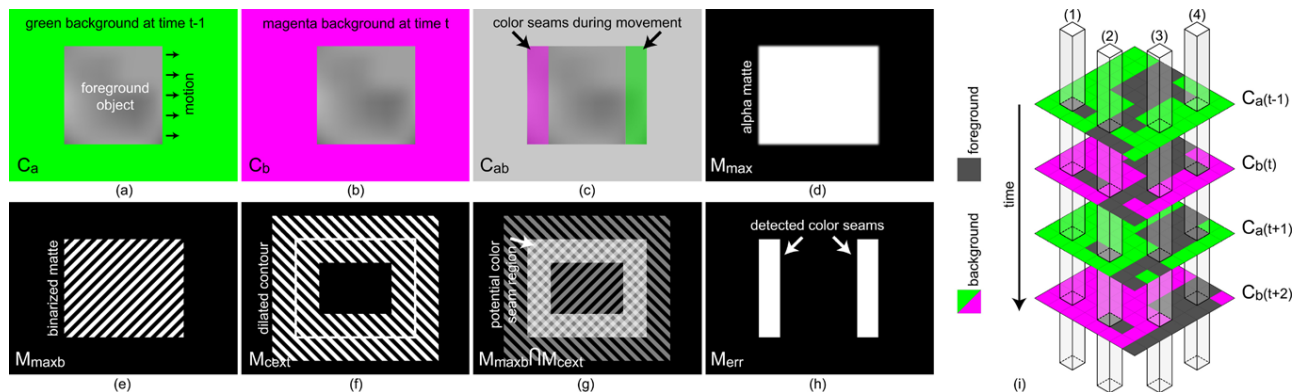 green background at time t-1
foreground
object
motion
Ca
(a)
magenta background at time t
Cb
(b)
color seams during movement
Cab
(c)
alpha matte
Mmax
(d)
binarized matte
Mmaxb
(e)
dilated contour
Mcext
(f)
potential color
seam region
Mmaxb⋂Mcext
(g)
detected color seams
Merr
(h)
time
foreground
background
(1)
(2)
(3)
(4)
Ca(t-1)
Cb(t)
Ca(t+1)
Cb(t+2)
(i)